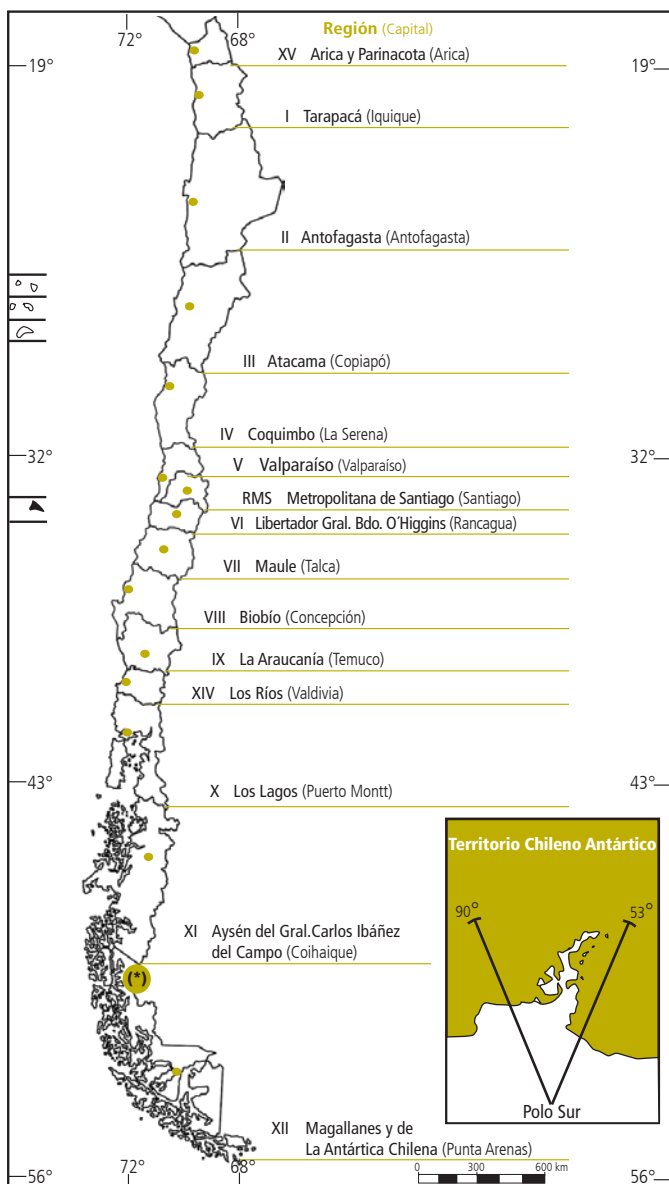 Región (Capital)
72° 68°
XV Arica y Parinacota (Arica)
19° 19°
I Tarapacá (Iquique)
II Antofagasta (Antofagasta)
III Atacama (Copiapó)
IV Coquimbo (La Serena)
32° 32°
V Valparaíso (Valparaíso)
RMS Metropolitana de Santiago (Santiago)
VI Libertador Gral. Bdo. O´Higgins (Rancagua)
VII Maule (Talca)
VIII Biobío (Concepción)
IX La Araucanía (Temuco)
XIV Los Ríos (Valdivia)
43° 43°
X Los Lagos (Puerto Montt)
Territorio Chileno Antártico
90° 53°
Polo Sur
XI Aysén del Gral.Carlos Ibáñez
del Campo (Coihaique)
(*)
XII Magallanes y de
La Antártica Chilena (Punta Arenas)
72° 68°
0 300 600 km
56° 56°